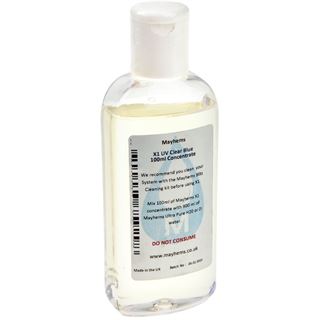 Mayhems
X1 UV Clear Blue
100ml Concentrate
We recommend you clean your
System with the Mayhems Blitz
Cleaning kit before using X1
Mix 100ml of Mayhems X1
concentrate with 900 ml of
Mayhems Ultra Pure H2O or DI
water
M
DO NOT CONSUME
www.mayhems.co.uk
Made in the UK
Batch No :